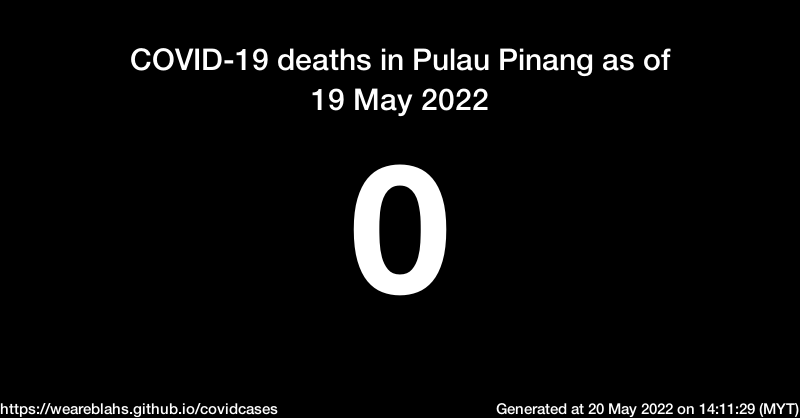 COVID-19 deaths in Pulau Pinang as of
19 May 2022
0
https://weareblahs.github.io/covidcases
Generated at 20 May 2022 on 14:11:29 (MYT)